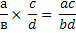 а/в × c/d = ac/bd